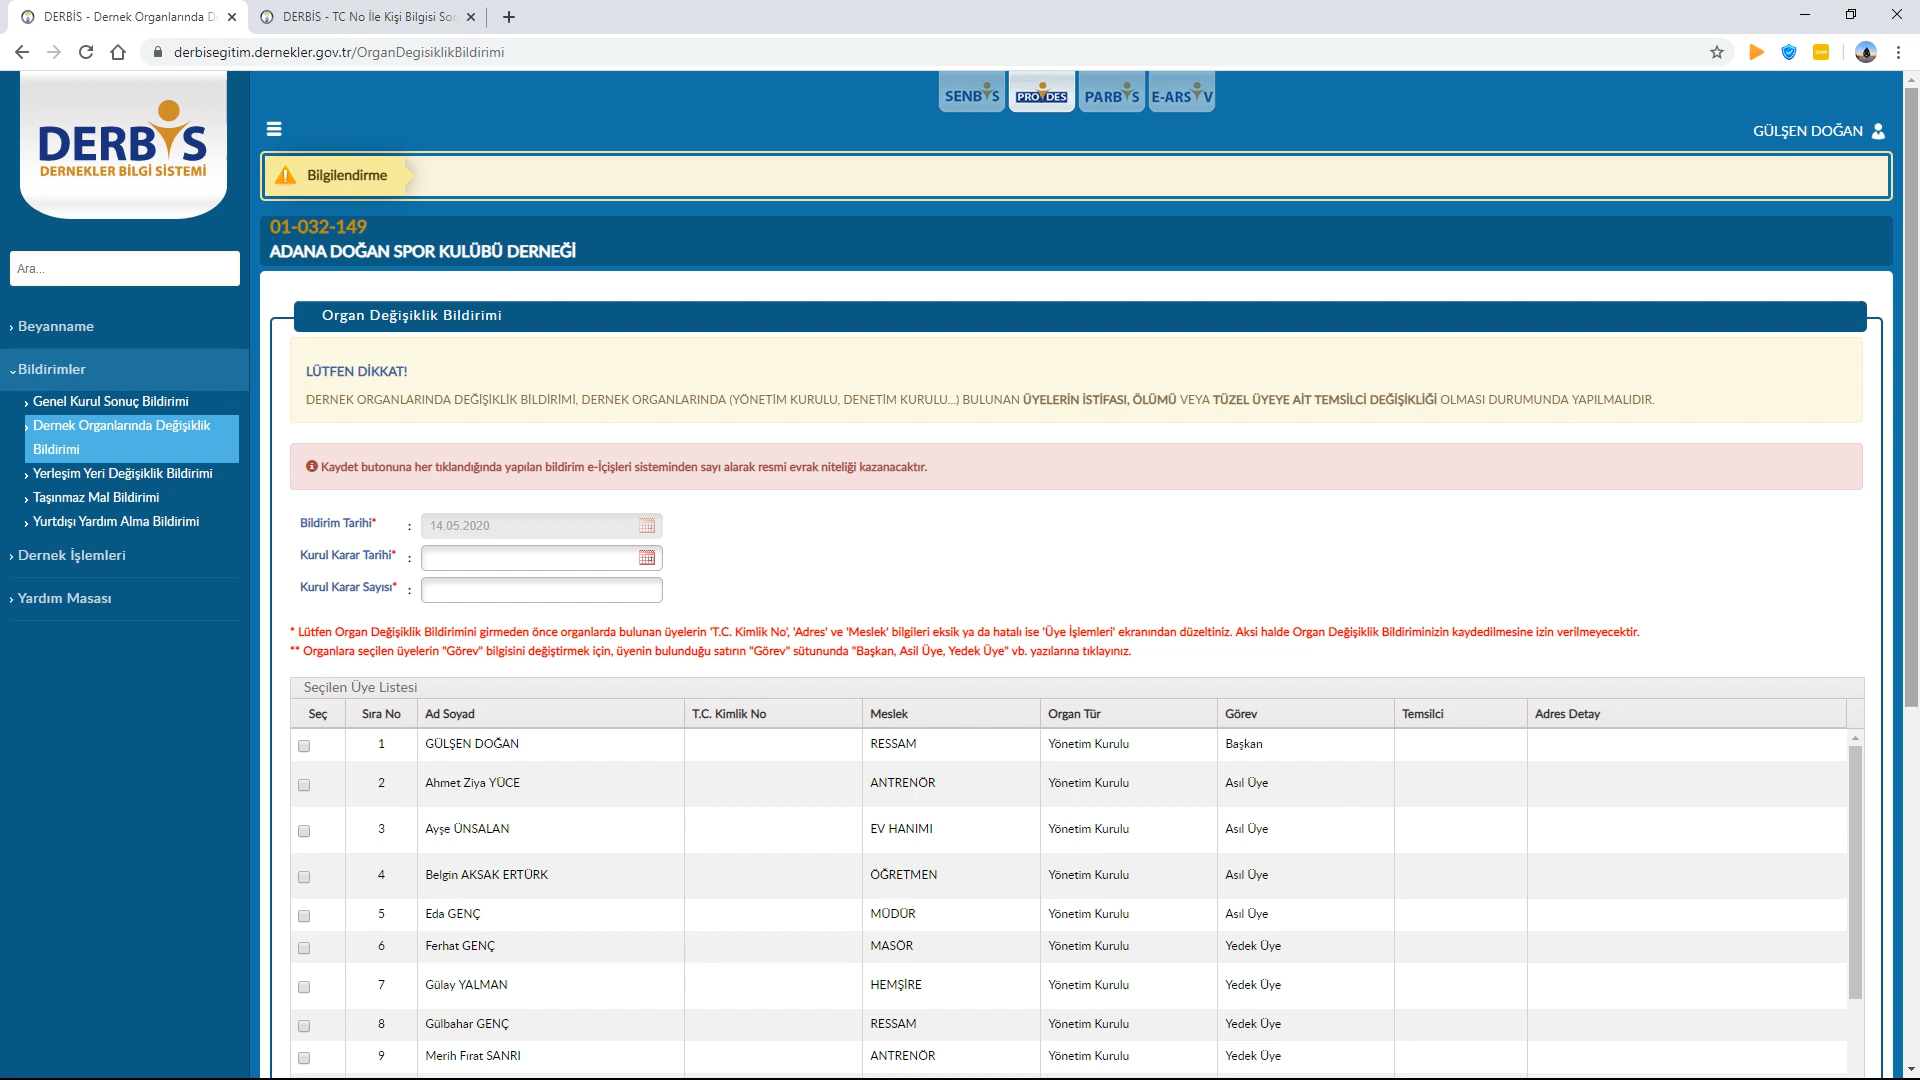 DERBİS - Dernek Organlarında D
DERBİS - TC No İle Kişi Bilgisi Sor
derbisegitim.dernekler.gov.tr/OrganDegisiklikBildirimi
SENBİS
PRODES
PARBİS
E-ARSİV
DERBİS
DERNEKLER BİLGİ SİSTEMİ
GÜLŞEN DOĞAN
Bilgilendirme
01-032-149
ADANA DOĞAN SPOR KULÜBÜ DERNEĞİ
Ara...
› Beyanname
Bildirimler
› Genel Kurul Sonuç Bildirimi
› Dernek Organlarında Değişiklik
Bildirimi
› Yerleşim Yeri Değişiklik Bildirimi
› Taşınmaz Mal Bildirimi
› Yurtdışı Yardım Alma Bildirimi
› Dernek İşlemleri
› Yardım Masası
Organ Değişiklik Bildirimi
LÜTFEN DİKKAT!
DERNEK ORGANLARINDA DEĞİŞİKLİK BİLDİRİMİ, DERNEK ORGANLARINDA (YÖNETİM KURULU, DENETİM KURULU...) BULUNAN ÜYELERİN İSTİFASI, ÖLÜMÜ VEYA TÜZEL ÜYEYE AİT TEMSİLCİ DEĞİŞİKLİĞİ OLMASI DURUMUNDA YAPILMALIDIR.
Kaydet butonuna her tıklandığında yapılan bildirim e-İçişleri sisteminden sayı alarak resmi evrak niteliği kazanacaktır.
Bildirim Tarihi* : 14.05.2020
Kurul Karar Tarihi* :
Kurul Karar Sayısı* :
* Lütfen Organ Değişiklik Bildirimini girmeden önce organlarda bulunan üyelerin 'T.C. Kimlik No', 'Adres' ve 'Meslek' bilgileri eksik ya da hatalı ise 'Üye İşlemleri' ekranından düzeltiniz. Aksi halde Organ Değişiklik Bildiriminizin kaydedilmesine izin verilmeyecektir.
** Organlara seçilen üyelerin "Görev" bilgisini değiştirmek için, üyenin bulunduğu satırın "Görev" sütununda "Başkan, Asil Üye, Yedek Üye" vb. yazılarına tıklayınız.
Seçilen Üye Listesi
Seç Sıra No Ad Soyad T.C. Kimlik No Meslek Organ Tür Görev Temsilci Adres Detay
1 GÜLŞEN DOĞAN RESSAM Yönetim Kurulu Başkan
2 Ahmet Ziya YÜCE ANTRENÖR Yönetim Kurulu Asıl Üye
3 Ayşe ÜNSALAN EV HANIMI Yönetim Kurulu Asıl Üye
4 Belgin AKSAK ERTÜRK ÖĞRETMEN Yönetim Kurulu Asıl Üye
5 Eda GENÇ MÜDÜR Yönetim Kurulu Asıl Üye
6 Ferhat GENÇ MASÖR Yönetim Kurulu Yedek Üye
7 Gülay YALMAN HEMŞİRE Yönetim Kurulu Yedek Üye
8 Gülbahar GENÇ RESSAM Yönetim Kurulu Yedek Üye
9 Merih Fırat SANRI ANTRENÖR Yönetim Kurulu Yedek Üye